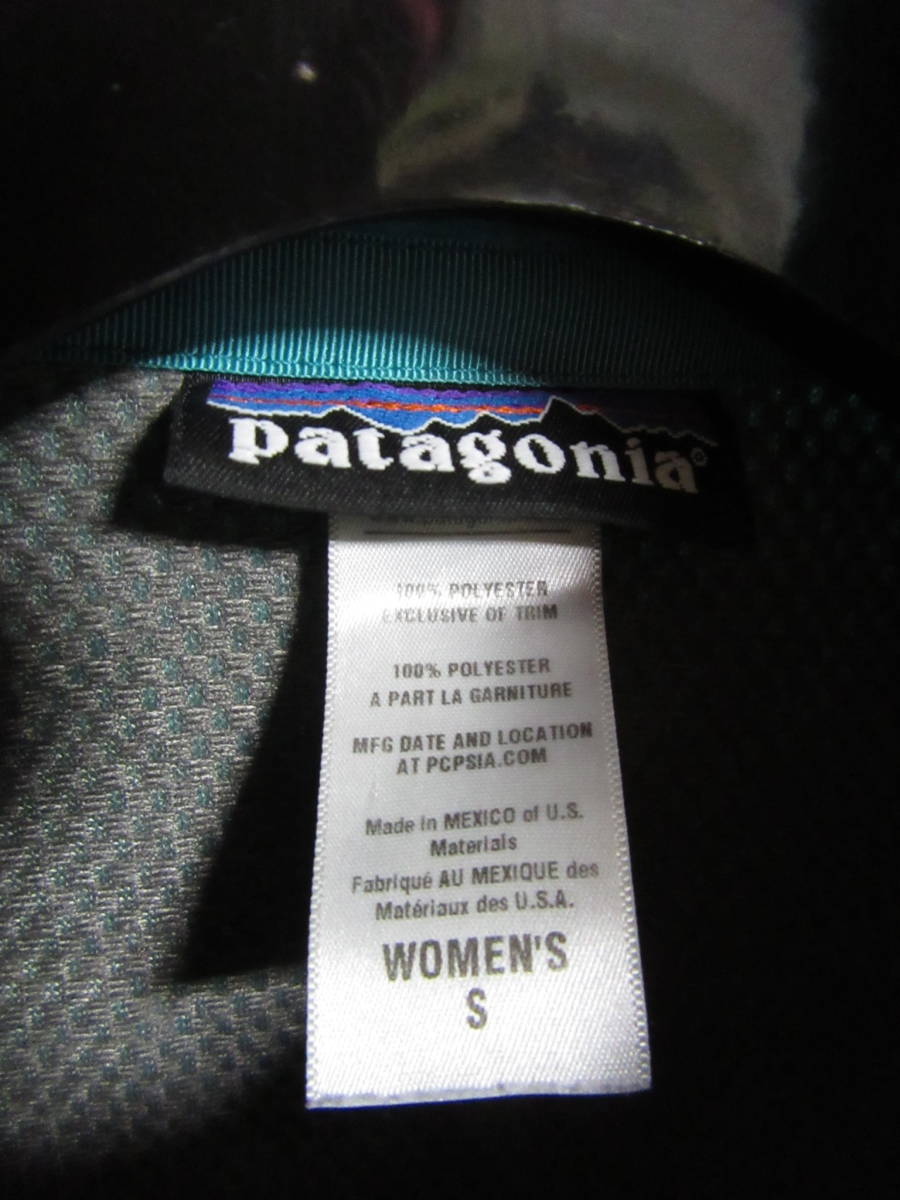 patagonia®
100% POLYESTER
EXCLUSIVE OF TRIM
100% POLYESTER
A PART LA GARNITURE
MFG DATE AND LOCATION
AT PCPSIA.COM
Made in MEXICO of U.S.
Materials
Fabriqué AU MEXIQUE des
Matériaux des U.S.A.
WOMEN'S
S